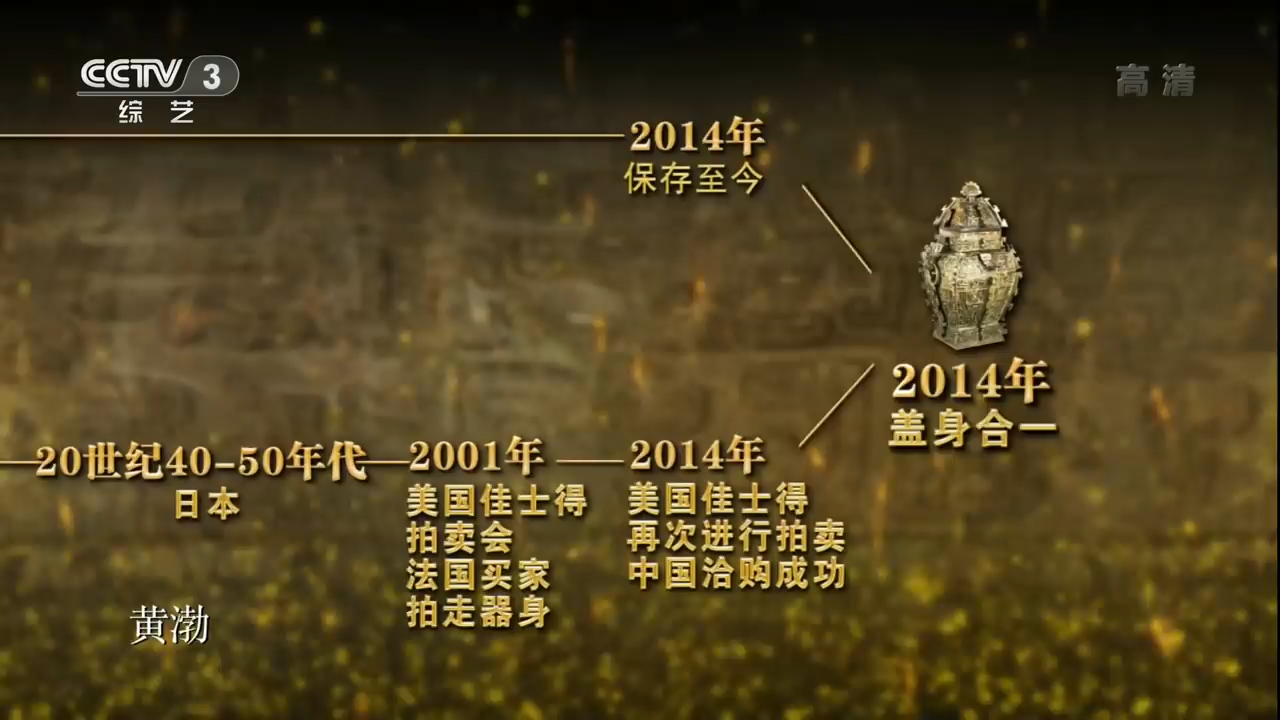 CCTV 3
综艺
高清
2014年
保存至今
20世纪40-50年代
日本
2001年
美国佳士得
拍卖会
法国买家
拍走器身
2014年
美国佳士得
再次进行拍卖
中国洽购成功
2014年
盖身合一
黄渤